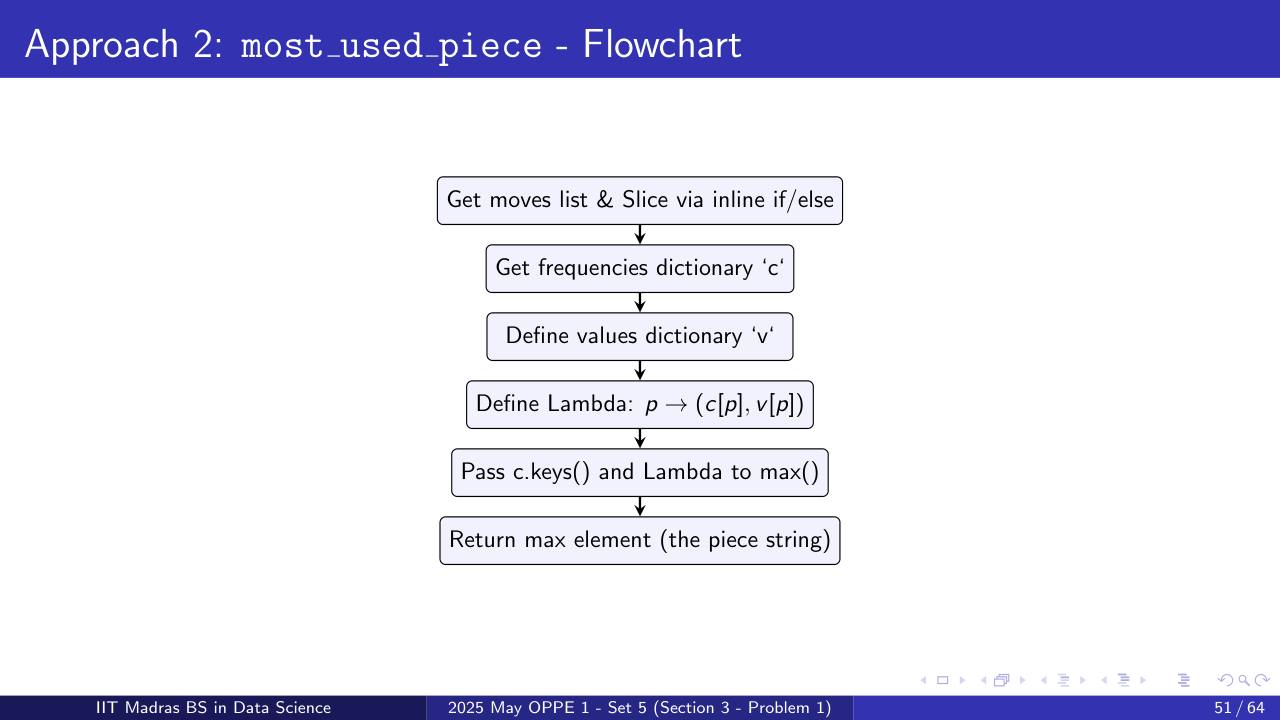 Approach 2: most_used_piece - Flowchart
Get moves list & Slice via inline if/else
Get frequencies dictionary ‘c‘
Define values dictionary ‘v‘
Define Lambda: p → (c[p], v[p])
Pass c.keys() and Lambda to max()
Return max element (the piece string)
IIT Madras BS in Data Science
2025 May OPPE 1 - Set 5 (Section 3 - Problem 1)
51 / 64